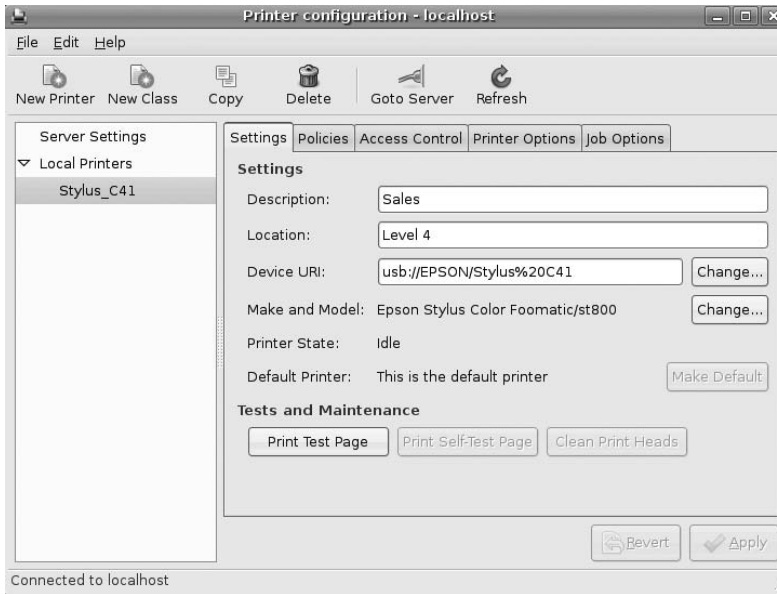 Printer configuration - localhost
File Edit Help
New Printer New Class Copy Delete Goto Server Refresh
Server Settings
Local Printers
Stylus_C41
Settings Policies Access Control Printer Options Job Options
Settings
Description: Sales
Location: Level 4
Device URI: usb://EPSON/Stylus%20C41 Change...
Make and Model: Epson Stylus Color Foomatic/st800 Change...
Printer State: Idle
Default Printer: This is the default printer Make Default
Tests and Maintenance
Print Test Page Print Self-Test Page Clean Print Heads
Revert Apply
Connected to localhost